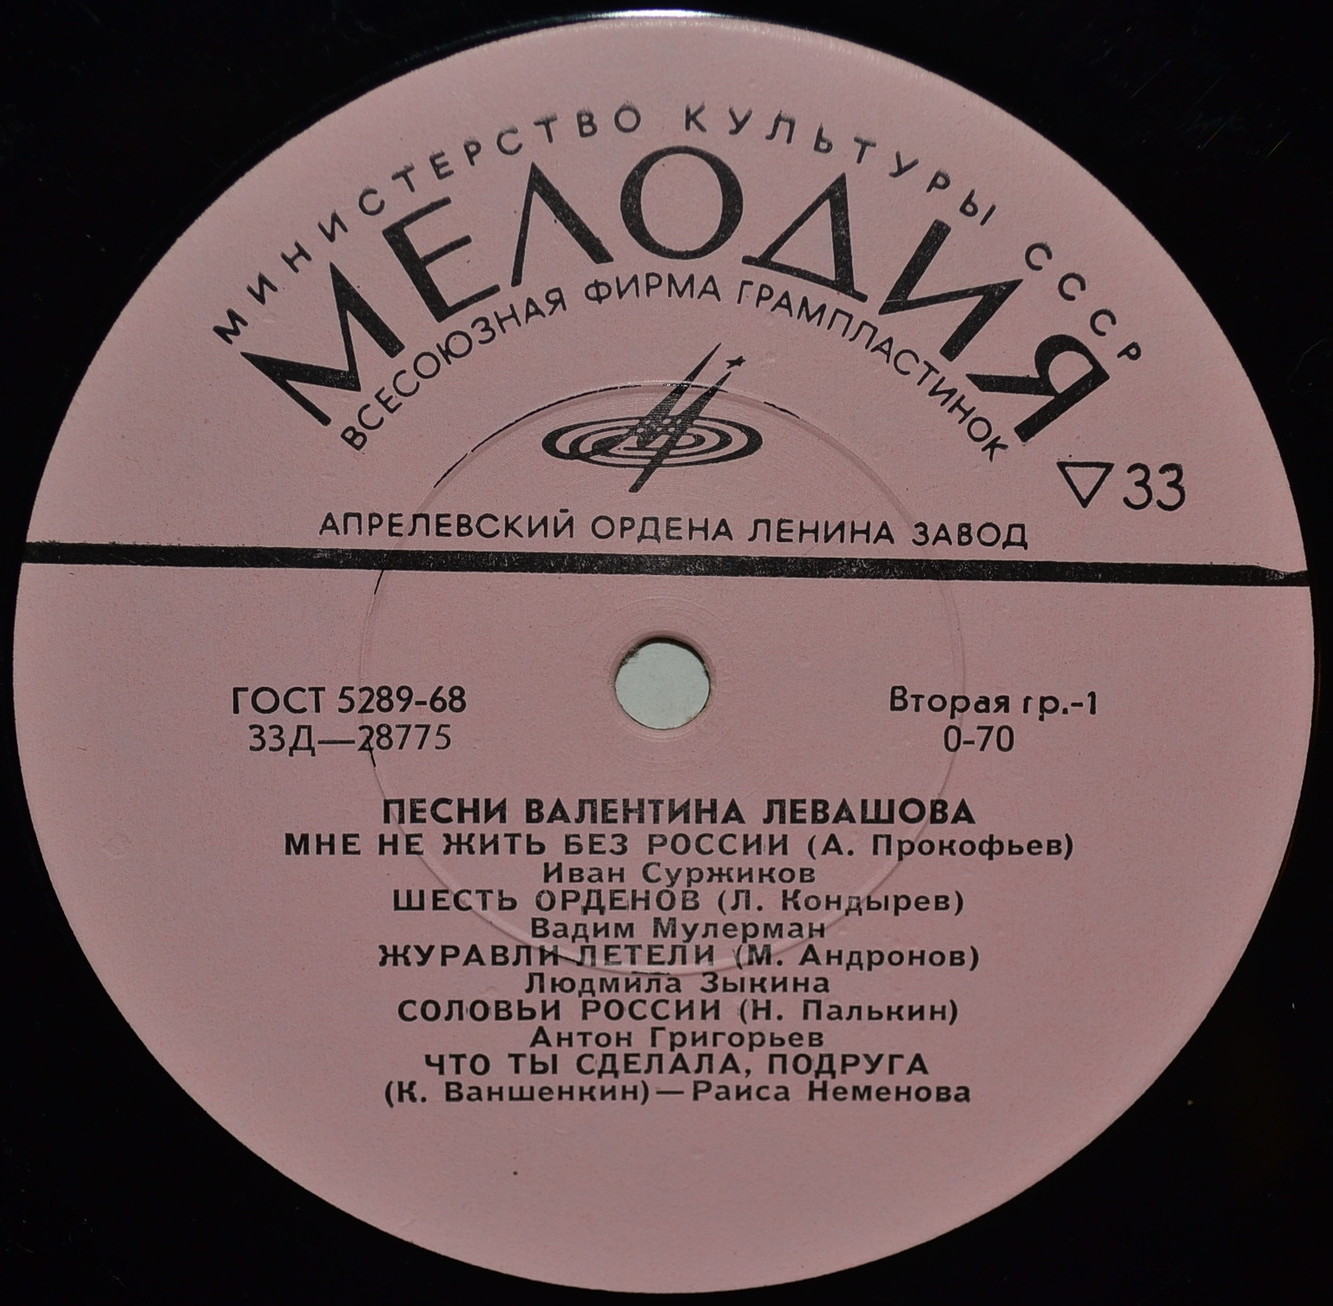 МИНИСТЕРСТВО КУЛЬТУРЫ СССР
МЕЛОДИЯ
ВСЕСОЮЗНАЯ ФИРМА ГРАМПЛАСТИНОК
▽33
АПРЕЛЕВСКИЙ ОРДЕНА ЛЕНИНА ЗАВОД
ГОСТ 5289-68
33Д—28775
Вторая гр.-1
0-70
ПЕСНИ ВАЛЕНТИНА ЛЕВАШОВА
МНЕ НЕ ЖИТЬ БЕЗ РОССИИ (А. Прокофьев)
Иван Суржиков
ШЕСТЬ ОРДЕНОВ (Л. Кондырев)
Вадим Мулерман
ЖУРАВЛИ ЛЕТЕЛИ (М. Андронов)
Людмила Зыкина
СОЛОВЬИ РОССИИ (Н. Палькин)
Антон Григорьев
ЧТО ТЫ СДЕЛАЛА, ПОДРУГА
(К. Ваншенкин)—Раиса Неменова